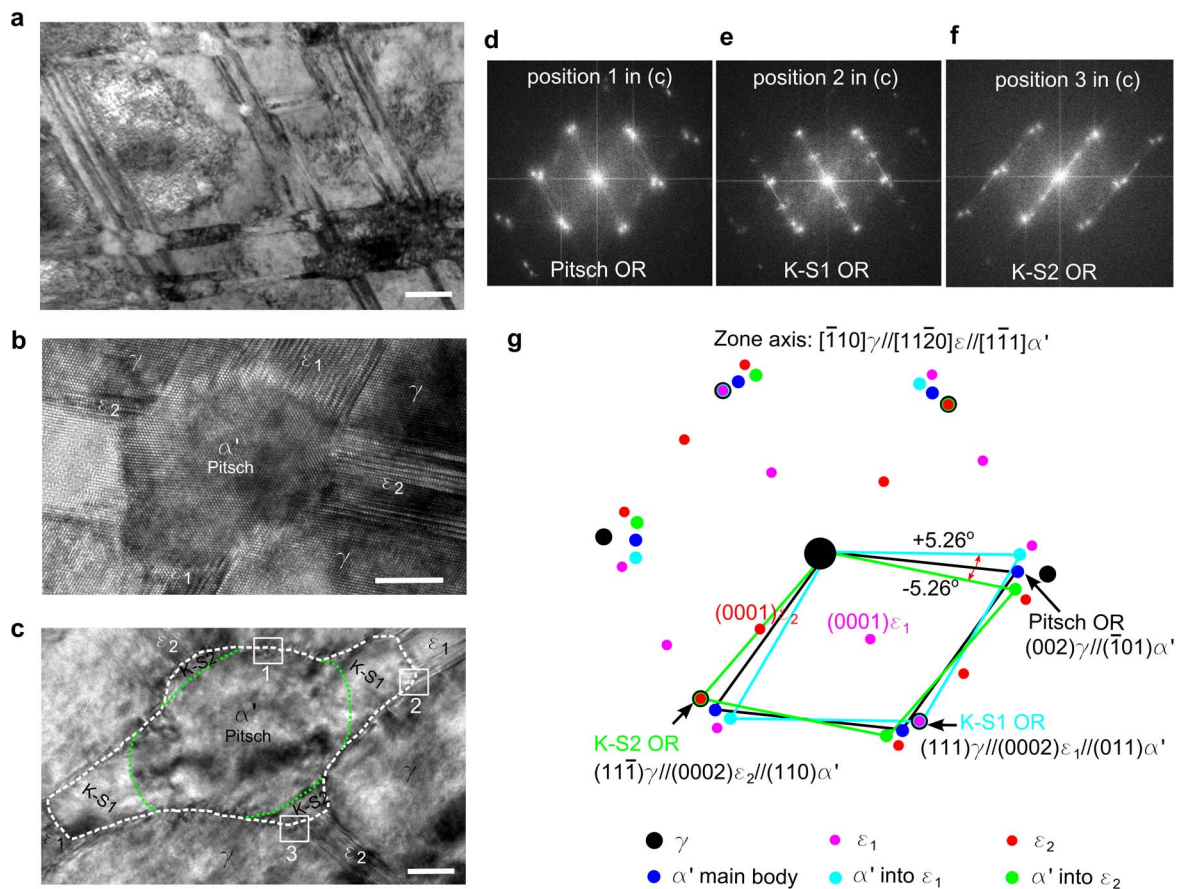 a
b
γ
ε1
ε2
γ
α'
Pitsch
ε2
ε1
γ
c
ε2
K-S2
1
K-S1
ε1
2
α'
Pitsch
γ
K-S1
K-S2
ε1
γ
3
ε2
d
position 1 in (c)
Pitsch OR
e
position 2 in (c)
K-S1 OR
f
position 3 in (c)
K-S2 OR
g
Zone axis: [1̄10]γ//[112̄0]ε//[11̄1]α'
+5.26°
-5.26°
(0001)ε2
(0001)ε1
Pitsch OR
(002)γ//(1̄01)α'
K-S1 OR
(111)γ//(0002)ε1//(011)α'
K-S2 OR
(111̄)γ//(0002)ε2//(110)α'
γ
ε1
ε2
α' main body
α' into ε1
α' into ε2